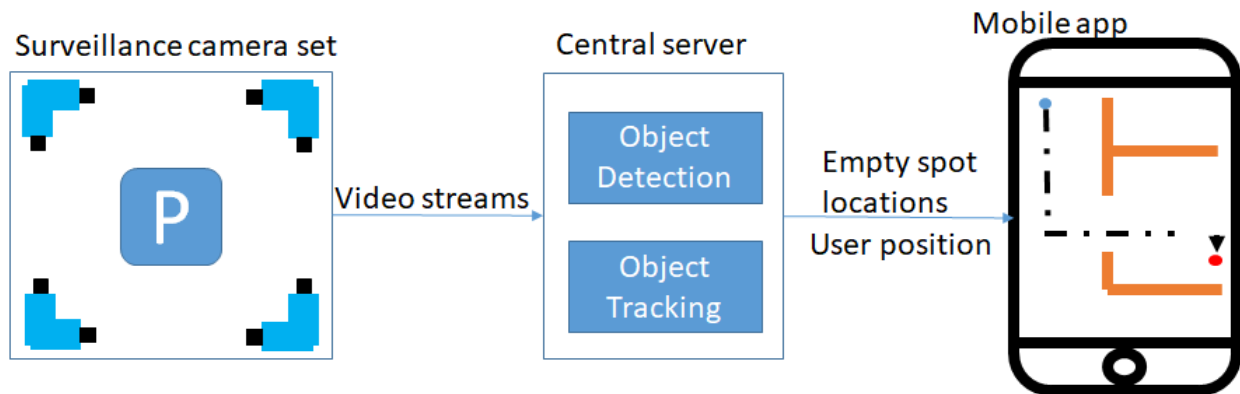 Surveillance camera set
P
Video streams
Central server
Object
Detection
Object
Tracking
Empty spot
locations
User position
Mobile app